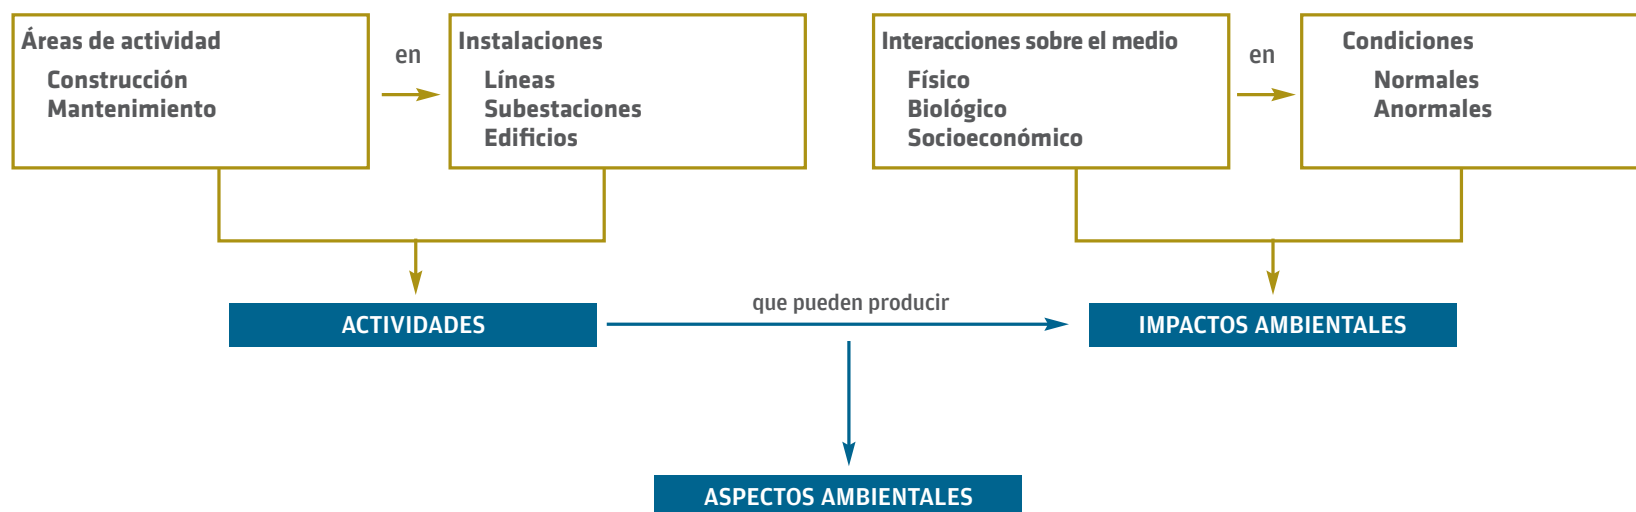 Áreas de actividad
Construcción
Mantenimiento
en
Instalaciones
Líneas
Subestaciones
Edificios
Interacciones sobre el medio
Físico
Biológico
Socioeconómico
en
Condiciones
Normales
Anormales
ACTIVIDADES
que pueden producir
IMPACTOS AMBIENTALES
ASPECTOS AMBIENTALES